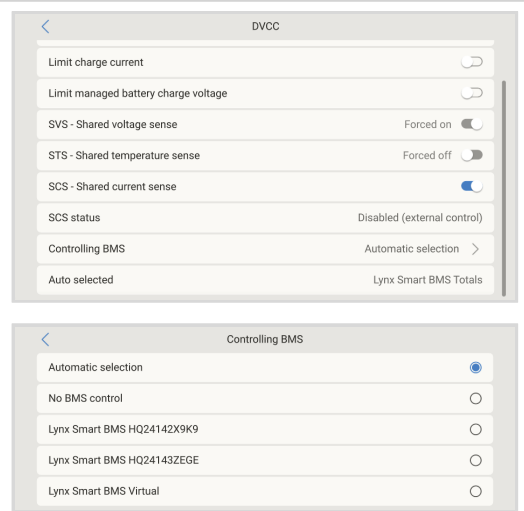 DVCC
Limit charge current
Limit managed battery charge voltage
SVS - Shared voltage sense Forced on
STS - Shared temperature sense Forced off
SCS - Shared current sense
SCS status Disabled (external control)
Controlling BMS Automatic selection
Auto selected Lynx Smart BMS Totals
Controlling BMS
Automatic selection
No BMS control
Lynx Smart BMS HQ24142X9K9
Lynx Smart BMS HQ24143ZEGE
Lynx Smart BMS Virtual